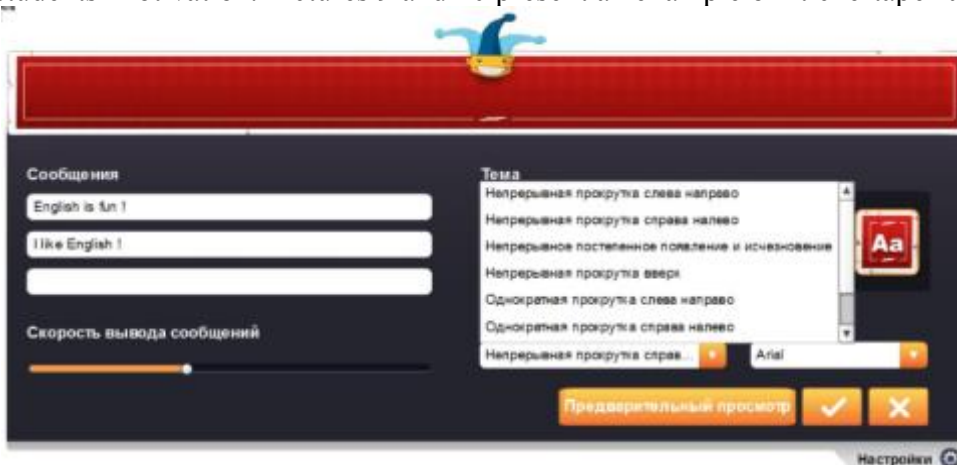 Сообщения
English is fun !
I like English !
Скорость вывода сообщений
Тема
Непрерывная прокрутка слева направо
Непрерывная прокрутка справа налево
Непрерывное постепенное появление и исчезновение
Непрерывная прокрутка вверх
Однократная прокрутка слева направо
Однократная прокрутка справа налево
Непрерывная прокрутка справ...
Arial
Aa
Предварительный просмотр
Настройки